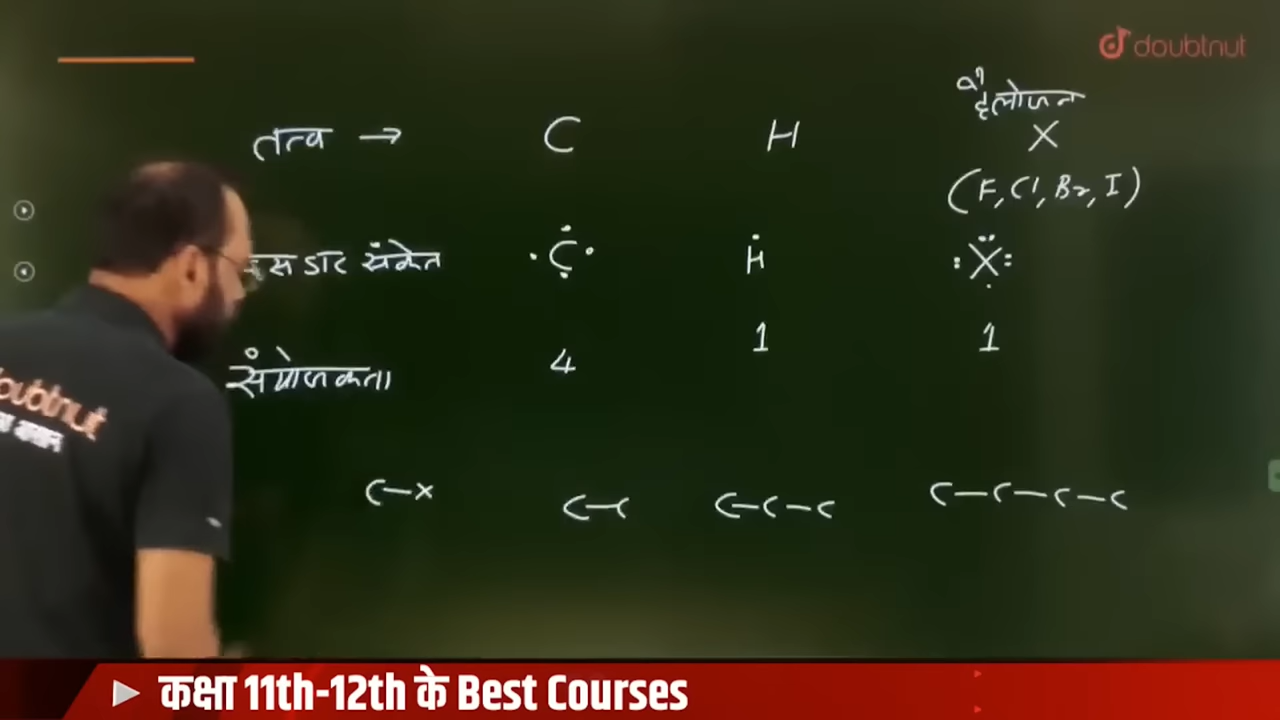 doubtnut
वा
हैलोजन
तत्व → C H X
(F, Cl, Br, I)
डाट संकेत ·C· H :X:
संयोजकता 4 1 1
C—X C—C C—C—C C—C—C—C
doubtnut
कक्षा 11th-12th के Best Courses